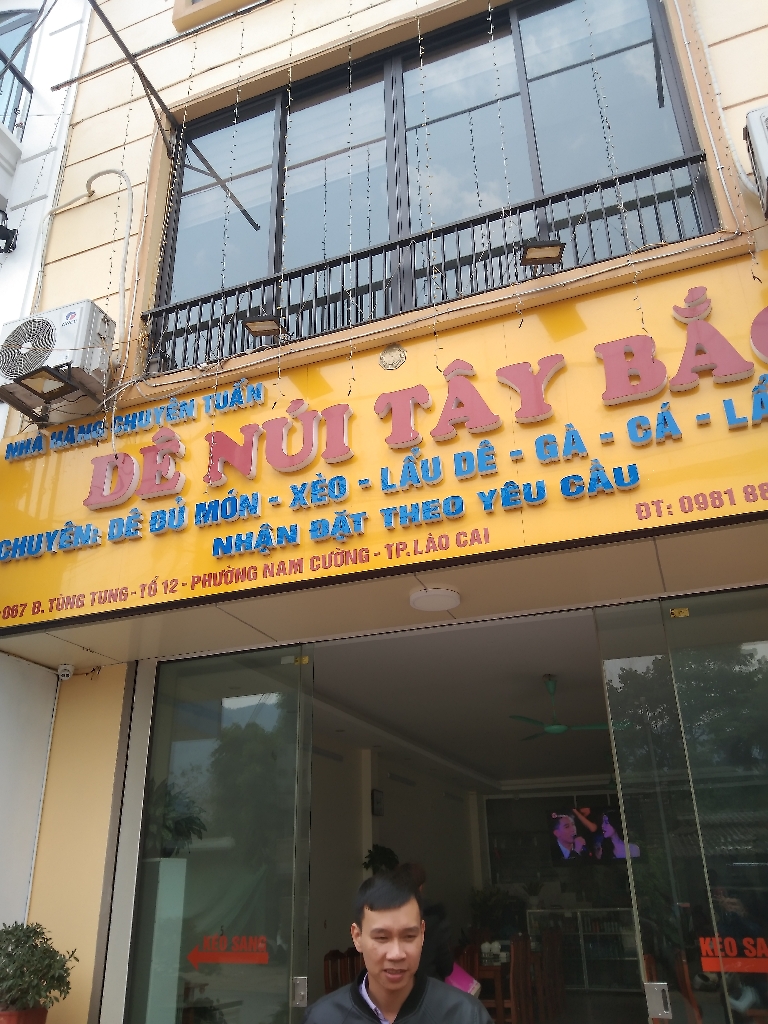 NHÀ HÀNG CHUYÊN TUẤN
DÊ NÚI TÂY BẮC
CHUYÊN: DÊ ĐỦ MÓN - XÉO - LẨU DÊ - GÀ - CÁ - LẨ
NHẬN ĐẶT THEO YÊU CẦU
ĐT: 0981 88
067 Đ. TÙNG TUNG - TỔ 12 - PHƯỜNG NAM CƯỜNG - TP. LÀO CAI
KÉO SANG
KÉO SA